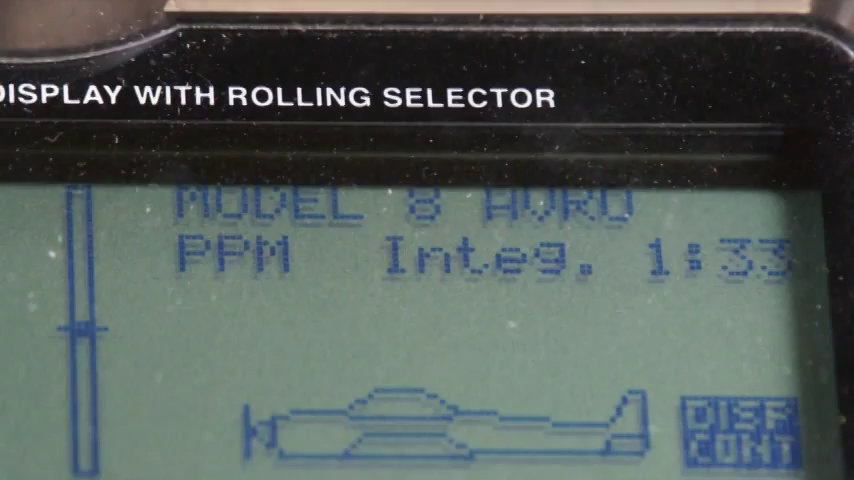 DISPLAY WITH ROLLING SELECTOR
MODEL 8 AVRO
PPM Integ. 1:33
DISP
CONT